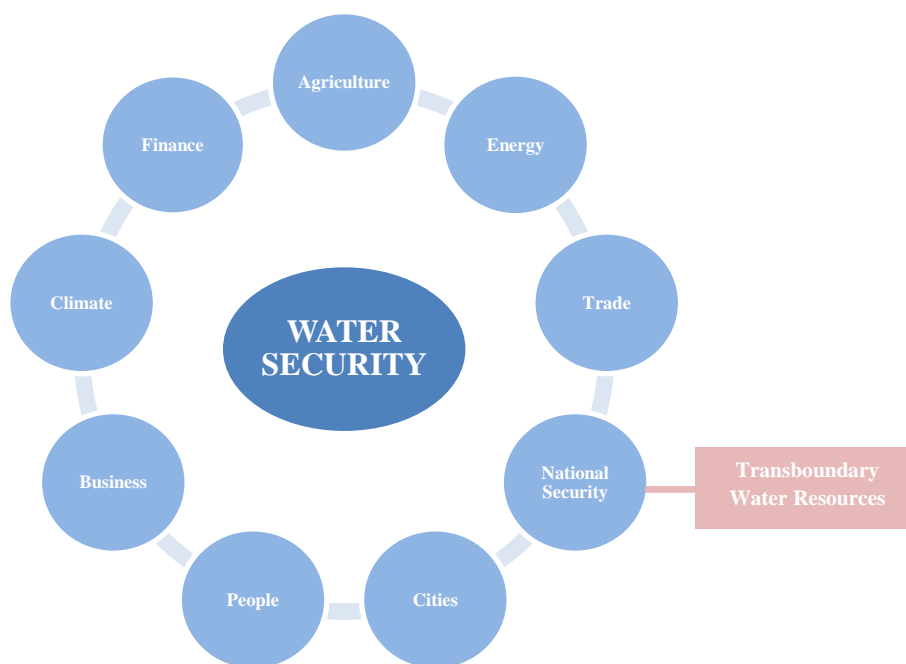 Agriculture
Energy
Finance
Climate
Trade
WATER
SECURITY
Business
National
Security
Transboundary
Water Resources
People
Cities